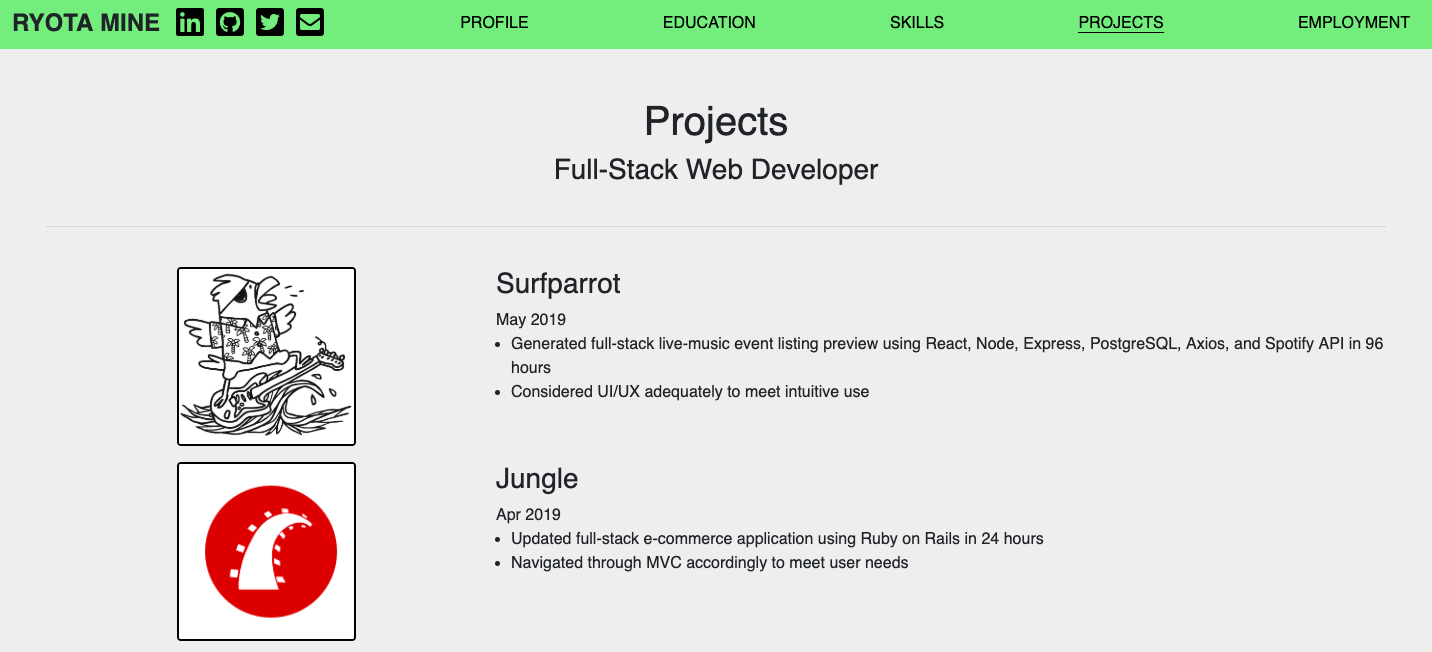 RYOTA MINE PROFILE EDUCATION SKILLS PROJECTS EMPLOYMENT
Projects
Full-Stack Web Developer
Surfparrot
May 2019
• Generated full-stack live-music event listing preview using React, Node, Express, PostgreSQL, Axios, and Spotify API in 96
hours
• Considered UI/UX adequately to meet intuitive use
Jungle
Apr 2019
• Updated full-stack e-commerce application using Ruby on Rails in 24 hours
• Navigated through MVC accordingly to meet user needs